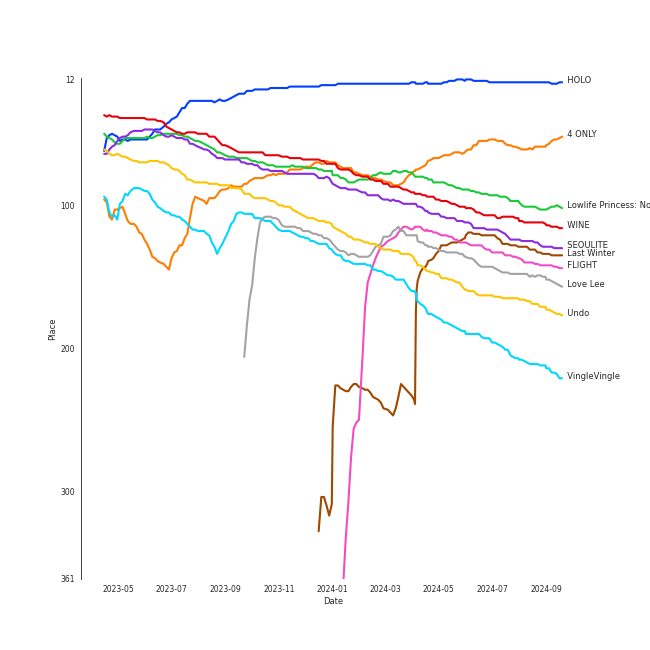 12
100
200
300
361
Place
2023-05
2023-07
2023-09
2023-11
2024-01
2024-03
2024-05
2024-07
2024-09
Date
HOLO
4 ONLY
Lowlife Princess: No
WINE
SEOULITE
Last Winter
FLIGHT
Love Lee
Undo
VingleVingle